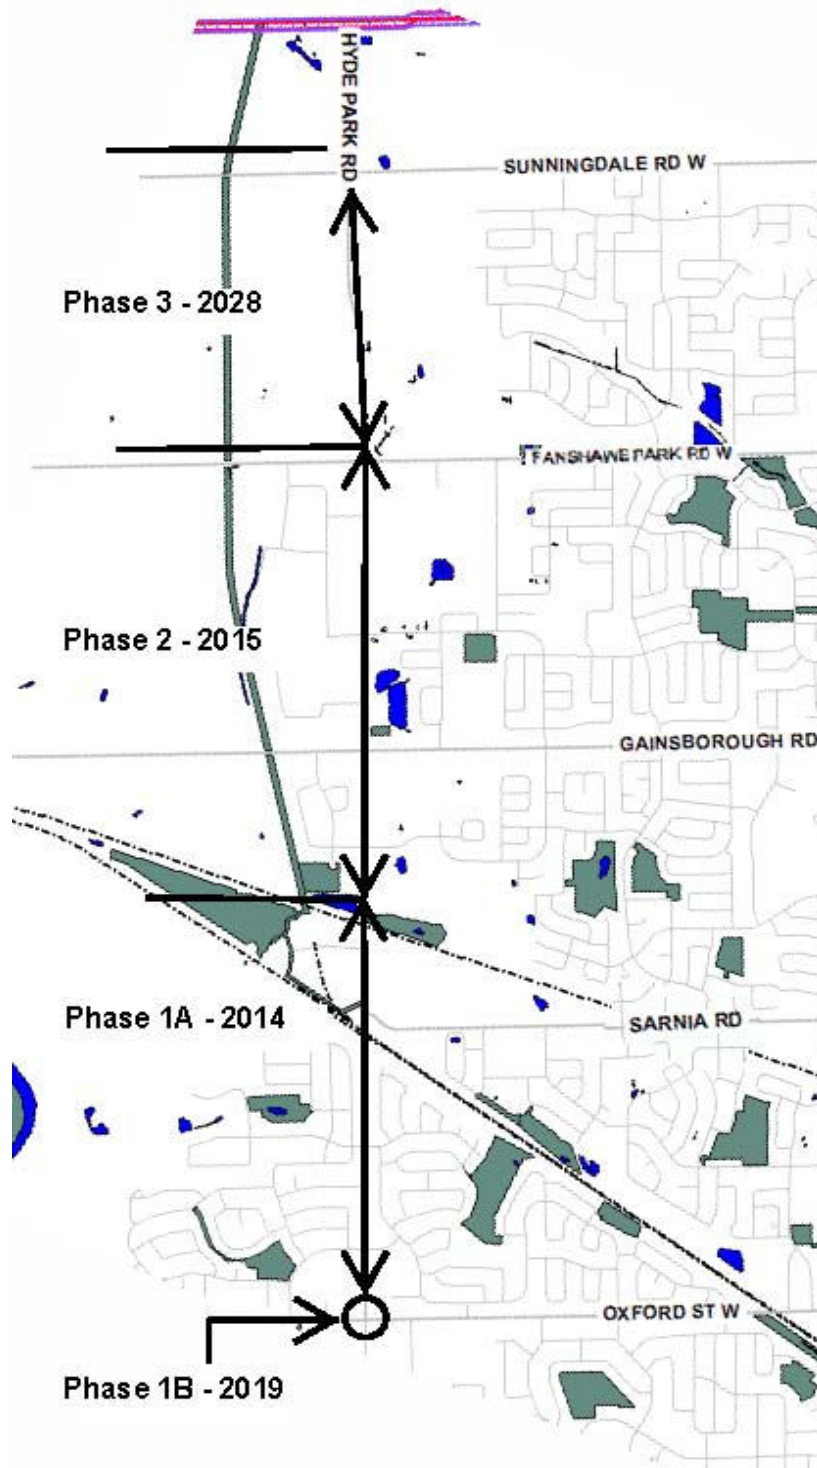 HYDE PARK RD
SUNNINGDALE RD W
Phase 3 - 2028
FANSHAWE PARK RD W
Phase 2 - 2015
GAINSBOROUGH RD
Phase 1A - 2014
SARNIA RD
OXFORD ST W
Phase 1B - 2019